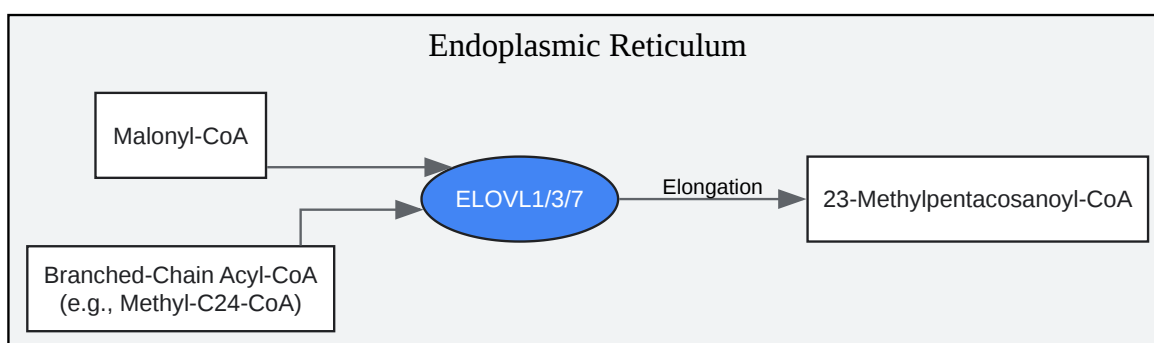 Endoplasmic Reticulum
Malonyl-CoA
ELOVL1/3/7
Elongation
23-Methylpentacosanoyl-CoA
Branched-Chain Acyl-CoA
(e.g., Methyl-C24-CoA)